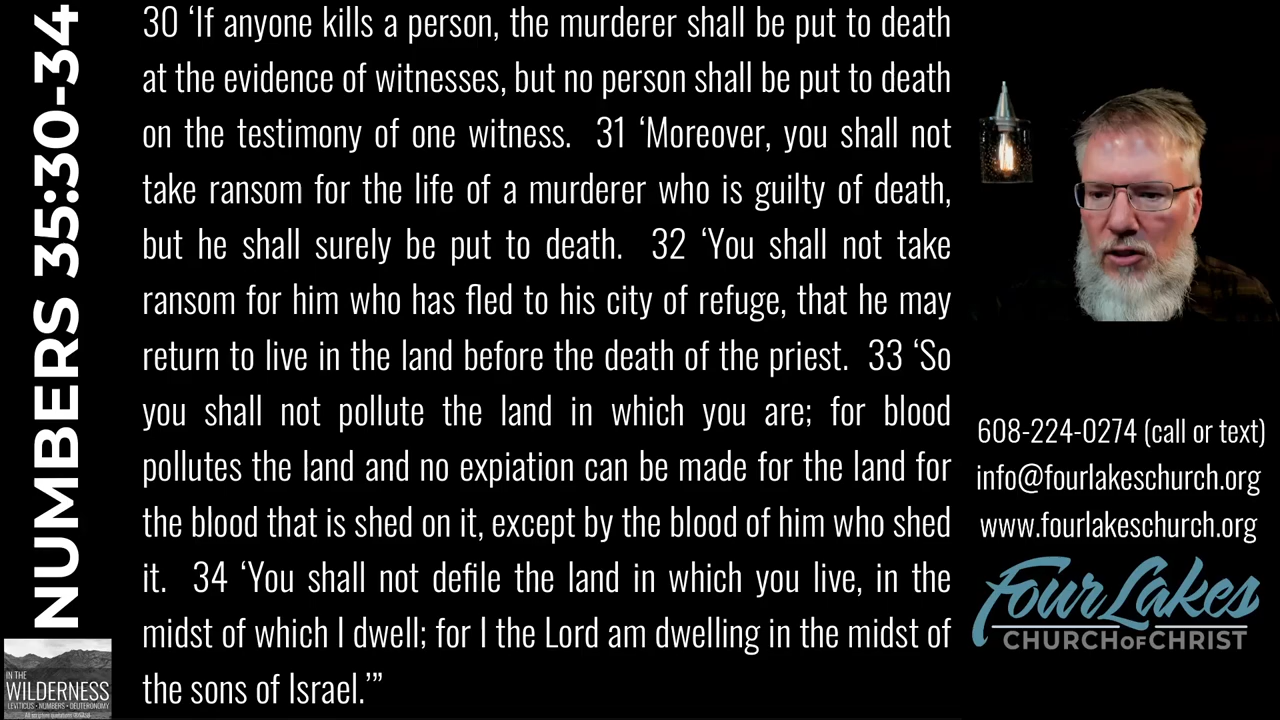 NUMBERS 35:30-34
30 ‘If anyone kills a person, the murderer shall be put to death
at the evidence of witnesses, but no person shall be put to death
on the testimony of one witness. 31 ‘Moreover, you shall not
take ransom for the life of a murderer who is guilty of death,
but he shall surely be put to death. 32 ‘You shall not take
ransom for him who has fled to his city of refuge, that he may
return to live in the land before the death of the priest. 33 ‘So
you shall not pollute the land in which you are; for blood
pollutes the land and no expiation can be made for the land for
the blood that is shed on it, except by the blood of him who shed
it. 34 ‘You shall not defile the land in which you live, in the
midst of which I dwell; for I the Lord am dwelling in the midst of
the sons of Israel.’”
608-224-0274 (call or text)
info@fourlakeschurch.org
www.fourlakeschurch.org
Four Lakes
CHURCH OF CHRIST
IN THE
WILDERNESS
LEVITICUS • NUMBERS • DEUTERONOMY